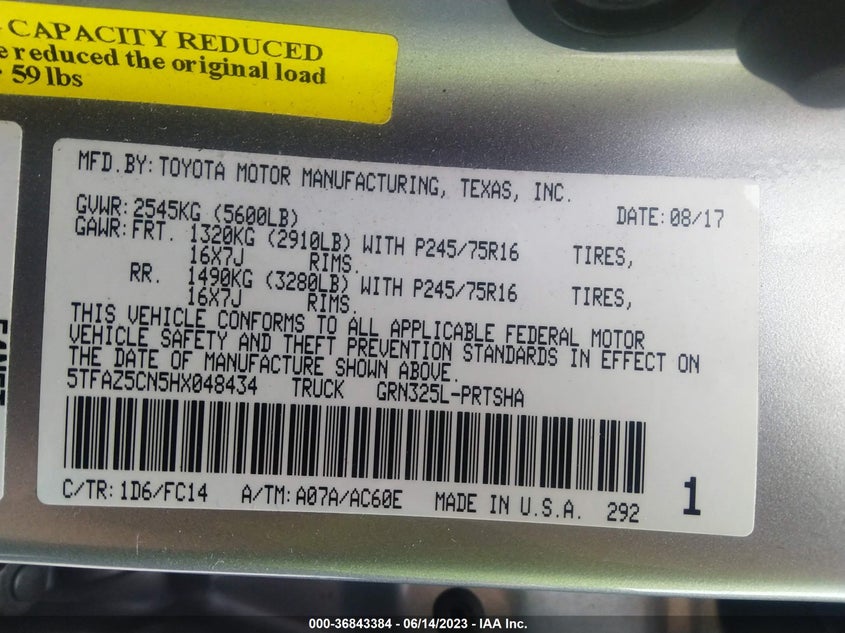 CAPACITY REDUCED
e reduced the original load
59 lbs
MFD.BY: TOYOTA MOTOR MANUFACTURING, TEXAS, INC.
GVWR: 2545KG (5600LB) DATE: 08/17
GAWR: FRT. 1320KG (2910LB) WITH P245/75R16 TIRES,
16X7J RIMS.
RR. 1490KG (3280LB) WITH P245/75R16 TIRES,
16X7J RIMS.
THIS VEHICLE CONFORMS TO ALL APPLICABLE FEDERAL MOTOR
VEHICLE SAFETY AND THEFT PREVENTION STANDARDS IN EFFECT ON
THE DATE OF MANUFACTURE SHOWN ABOVE.
5TFAZ5CN5HX048434 TRUCK GRN325L-PRTSHA
C/TR: 1D6/FC14 A/TM: A07A/AC60E MADE IN U.S.A. 292 1
000-36843384 - 06/14/2023 - IAA Inc.